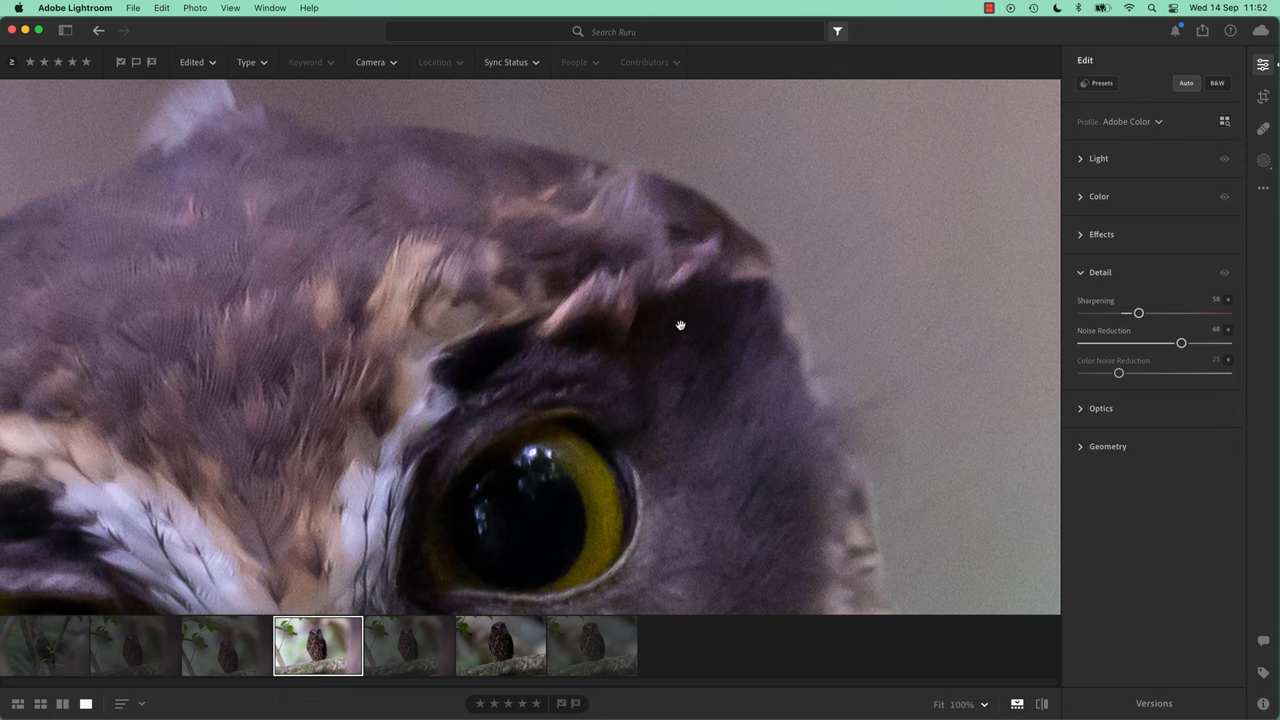 Adobe Lightroom File Edit Photo View Window Help Wed 14 Sep 11:52
Search Ruru
Edited Type Keyword Camera Location Sync Status People Contributors
Edit
Presets Auto B&W
Profile Adobe Color
Light
Color
Effects
Detail
Sharpening 58
Noise Reduction 68
Color Noise Reduction 25
Optics
Geometry
Fit 100% Versions